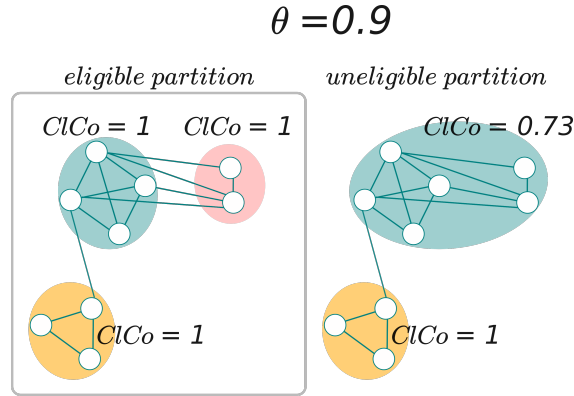 θ =0.9
eligible partition
uneligible partition
ClCo = 1
ClCo = 1
ClCo = 0.73
ClCo = 1
ClCo = 1